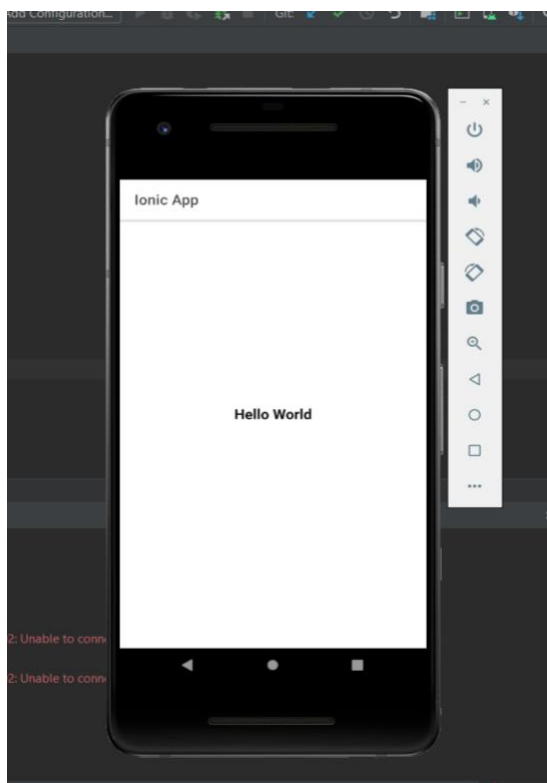 Add Configuration...
Git:
Ionic App
Hello World
2: Unable to conn
2: Unable to conn